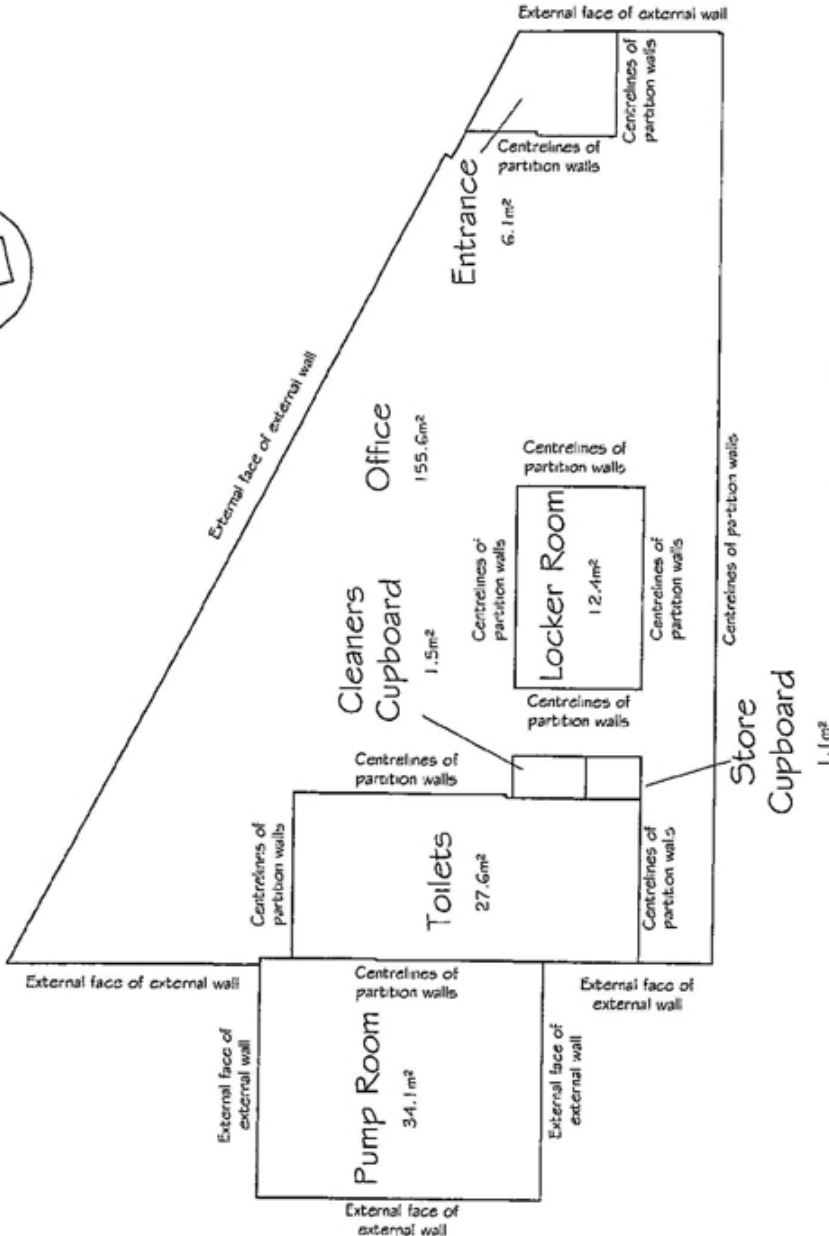 External face of external wall
Centrelines of
partition walls
Centrelines of
partition walls
Entrance
6.1m²
External face of external wall
Office
155.6m²
Centrelines of
partition walls
Centrelines of
partition walls
Locker Room
12.4m²
Centrelines of
partition walls
Centrelines of partition walls
Cleaners
Cupboard
1.5m²
Centrelines of
partition walls
Store
Cupboard
1.1m²
Centrelines of
partition walls
Centrelines of
partition walls
Toilets
27.6m²
Centrelines of
partition walls
External face of external wall
Centrelines of
partition walls
External face of
external wall
External face of
external wall
Pump Room
34.1m²
External face of
external wall
External face of
external wall